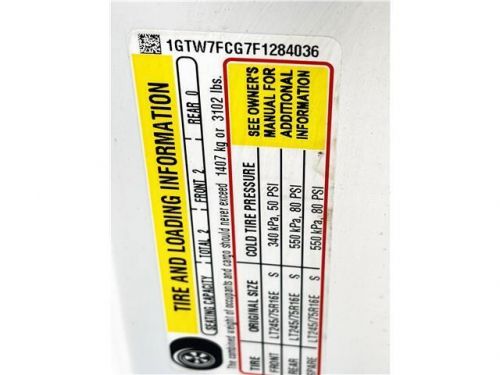 1GTW7FCG7F1284036
TIRE AND LOADING INFORMATION
SEATING CAPACITY TOTAL 2 FRONT 2 REAR 0
The combined weight of occupants and cargo should never exceed 1407 kg or 3102 lbs.
TIRE ORIGINAL SIZE COLD TIRE PRESSURE
FRONT LT245/75R16E S 340 kPa, 50 PSI
REAR LT245/75R16E S 550 kPa, 80 PSI
SPARE LT245/75R16E S 550 kPa, 80 PSI
SEE OWNER'S
MANUAL FOR
ADDITIONAL
INFORMATION